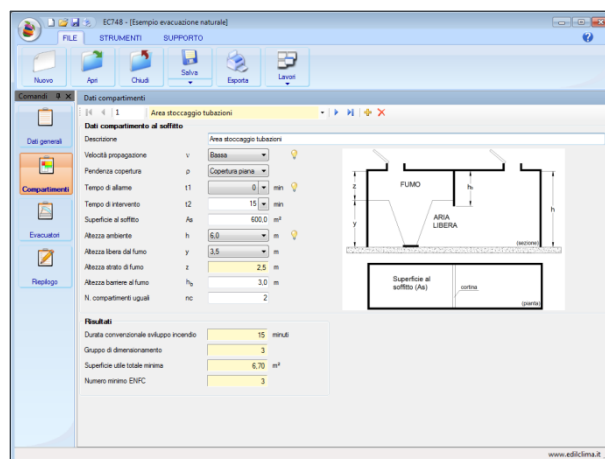 EC748 - [Esempio evacuazione naturale]
FILE STRUMENTI SUPPORTO
Nuovo Apri Chiudi Salva Esporta Lavori
Comandi
Dati generali
Compartimenti
Evacuatori
Riepilogo
Dati compartimenti
1 Area stoccaggio tubazioni
Dati compartimento al soffitto
Descrizione Area stoccaggio tubazioni
Velocità propagazione v Bassa
Pendenza copertura ρ Copertura piana
Tempo di allarme t1 0 min
Tempo di intervento t2 15 min
Superficie al soffitto As 600,0 m²
Altezza ambiente h 6,0 m
Altezza libera dal fumo y 3,5 m
Altezza strato di fumo z 2,5 m
Altezza barriere al fumo hb 3,0 m
N. compartimenti uguali nc 2
FUMO
ARIA
LIBERA
z
y
h
h
(sezione)
Superficie al
soffitto (As)
cortina
(pianta)
Risultati
Durata convenzionale sviluppo incendio 15 minuti
Gruppo di dimensionamento 3
Superficie utile totale minima 6,70 m²
Numero minimo ENFC 3
www.edilclima.it